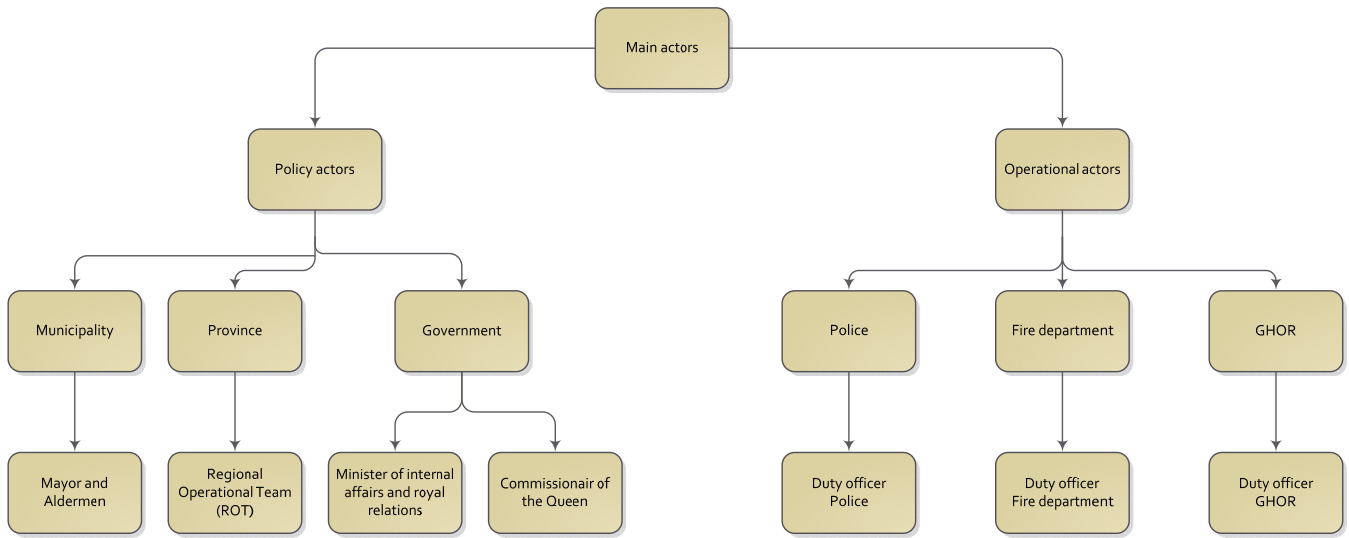 Main actors
Policy actors
Operational actors
Municipality
Province
Government
Police
Fire department
GHOR
Mayor and
Aldermen
Regional
Operational Team
(ROT)
Minister of internal
affairs and royal
relations
Commissionair of
the Queen
Duty officer
Police
Duty officer
Fire department
Duty officer
GHOR